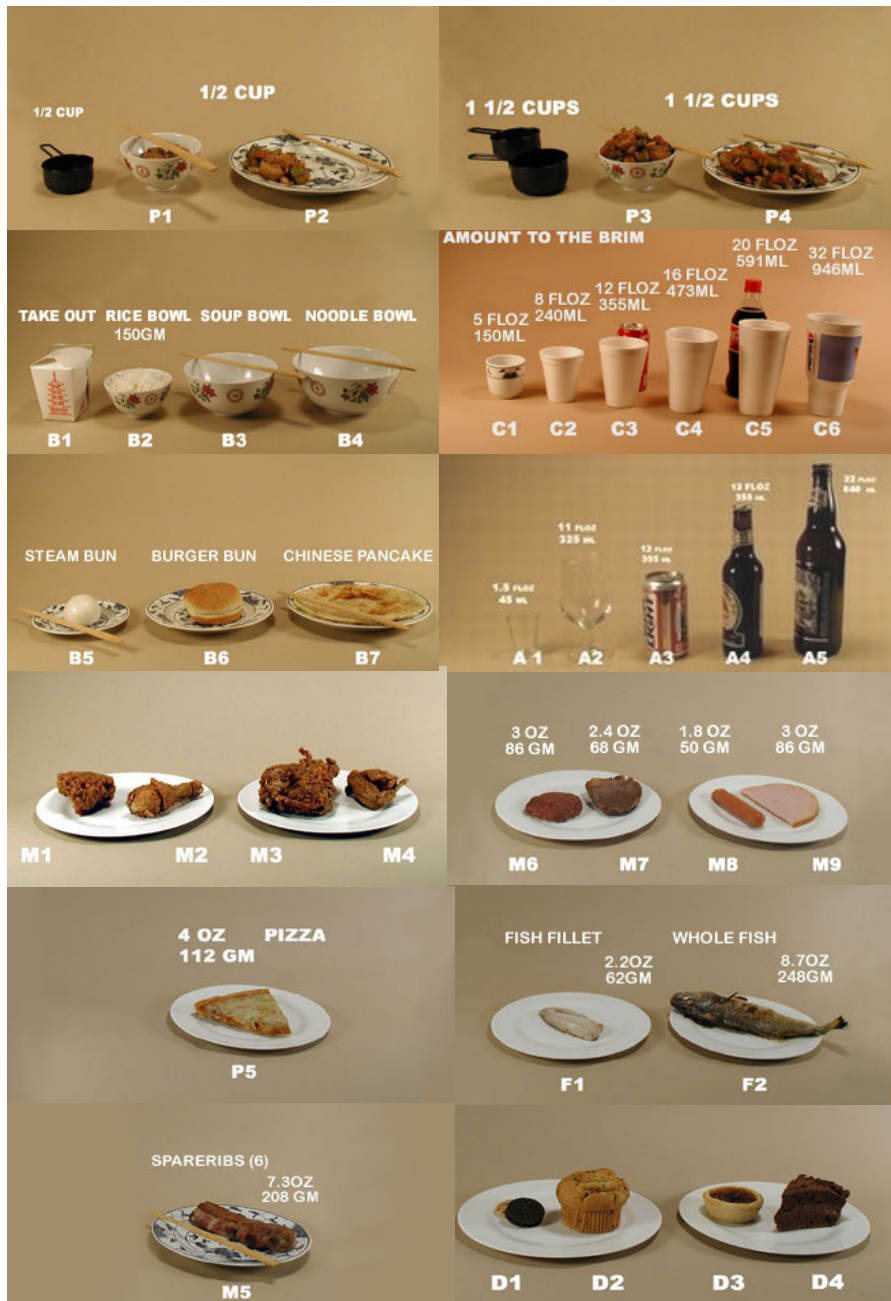 1/2 CUP
1/2 CUP
P1
P2
1 1/2 CUPS
1 1/2 CUPS
P3
P4
TAKE OUT
RICE BOWL
150GM
SOUP BOWL
NOODLE BOWL
B1
B2
B3
B4
AMOUNT TO THE BRIM
5 FLOZ
150ML
8 FLOZ
240ML
12 FLOZ
355ML
16 FLOZ
473ML
20 FLOZ
591ML
32 FLOZ
946ML
PEPSI
C1
C2
C3
C4
C5
C6
STEAM BUN
BURGER BUN
CHINESE PANCAKE
B5
B6
B7
1.5 FLOZ
45 ML
11 FLOZ
325 ML
12 FLOZ
355 ML
12 FLOZ
355 ML
22 FLOZ
640 ML
LIGHT
A 1
A2
A3
A4
A5
M1
M2
M3
M4
3 OZ
86 GM
2.4 OZ
68 GM
1.8 OZ
50 GM
3 OZ
86 GM
M6
M7
M8
M9
4 OZ PIZZA
112 GM
P5
FISH FILLET
2.2OZ
62GM
WHOLE FISH
8.7OZ
248GM
F1
F2
SPARERIBS (6)
7.3OZ
208 GM
M5
D1
D2
D3
D4